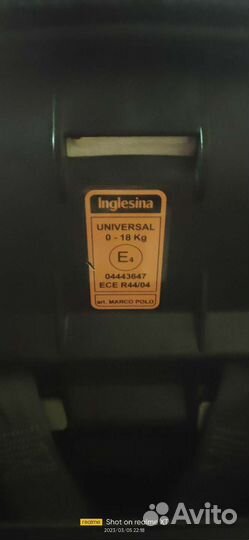 Inglesina
UNIVERSAL
0 - 18 Kg
E4
04443647
ECE R44/04
art. MARCO POLO
realme
Shot on realme X7
2023/03/05 22:18
Avito